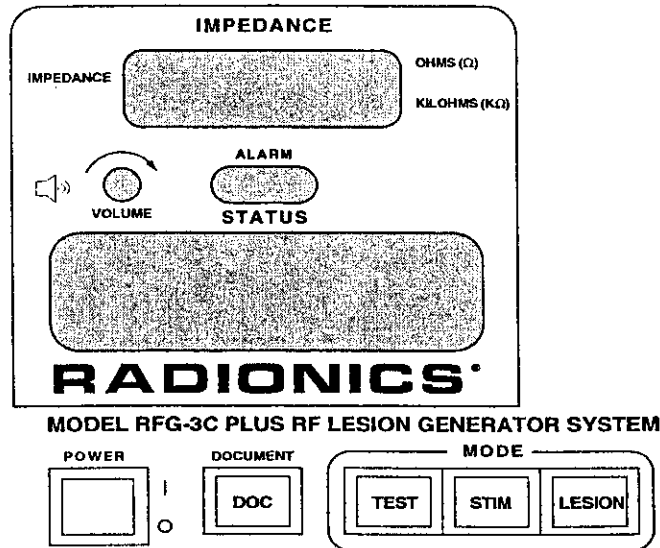 IMPEDANCE
IMPEDANCE
OHMS (Ω)
KILOHMS (KΩ)
ALARM
VOLUME
STATUS
RADIONICS
MODEL RFG-3C PLUS RF LESION GENERATOR SYSTEM
POWER
DOCUMENT
MODE
DOC
TEST
STIM
LESION